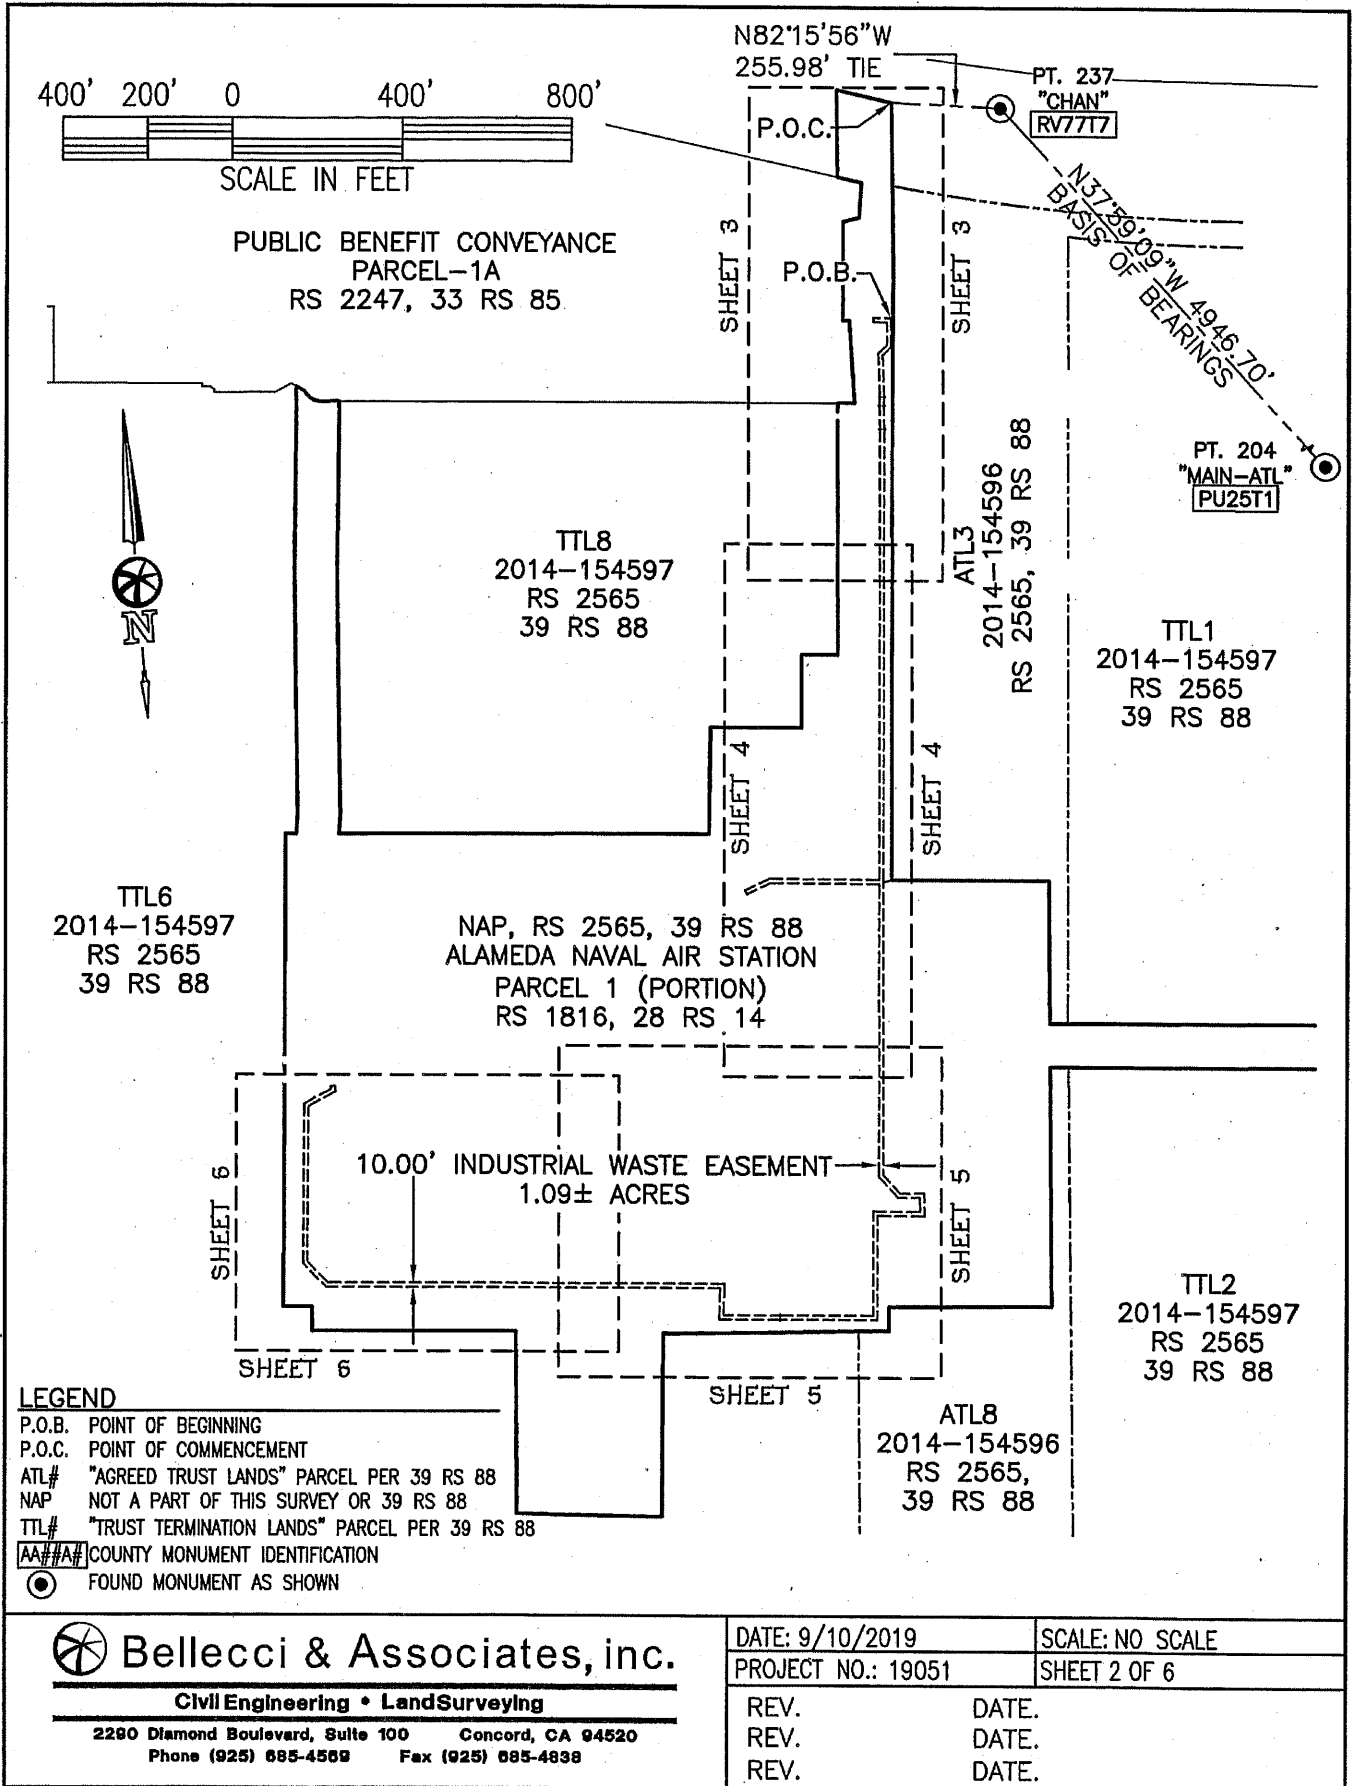 N82°15'56"W
255.98' TIE
400' 200' 0 400' 800'
SCALE IN FEET
PT. 237
"CHAN"
RV77T7
P.O.C.
N37°59'09"W 4946.70'
BASIS OF BEARINGS
PUBLIC BENEFIT CONVEYANCE
PARCEL-1A
RS 2247, 33 RS 85
SHEET 3
SHEET 3
P.O.B.
PT. 204
"MAIN-ATL"
PU25T1
ATL3
2014-154596
RS 2565, 39 RS 88
TTL8
2014-154597
RS 2565
39 RS 88
N
TTL1
2014-154597
RS 2565
39 RS 88
SHEET 4
SHEET 4
TTL6
2014-154597
RS 2565
39 RS 88
NAP, RS 2565, 39 RS 88
ALAMEDA NAVAL AIR STATION
PARCEL 1 (PORTION)
RS 1816, 28 RS 14
10.00' INDUSTRIAL WASTE EASEMENT
1.09± ACRES
SHEET 6
SHEET 5
SHEET 6
SHEET 5
TTL2
2014-154597
RS 2565
39 RS 88
ATL8
2014-154596
RS 2565,
39 RS 88
LEGEND
P.O.B. POINT OF BEGINNING
P.O.C. POINT OF COMMENCEMENT
ATL# "AGREED TRUST LANDS" PARCEL PER 39 RS 88
NAP NOT A PART OF THIS SURVEY OR 39 RS 88
TTL# "TRUST TERMINATION LANDS" PARCEL PER 39 RS 88
AA##A# COUNTY MONUMENT IDENTIFICATION
FOUND MONUMENT AS SHOWN
Bellecci & Associates, inc.
Civil Engineering • Land Surveying
2290 Diamond Boulevard, Suite 100 Concord, CA 94520
Phone (925) 685-4569 Fax (925) 685-4838
DATE: 9/10/2019 SCALE: NO SCALE
PROJECT NO.: 19051 SHEET 2 OF 6
REV. DATE.
REV. DATE.
REV. DATE.